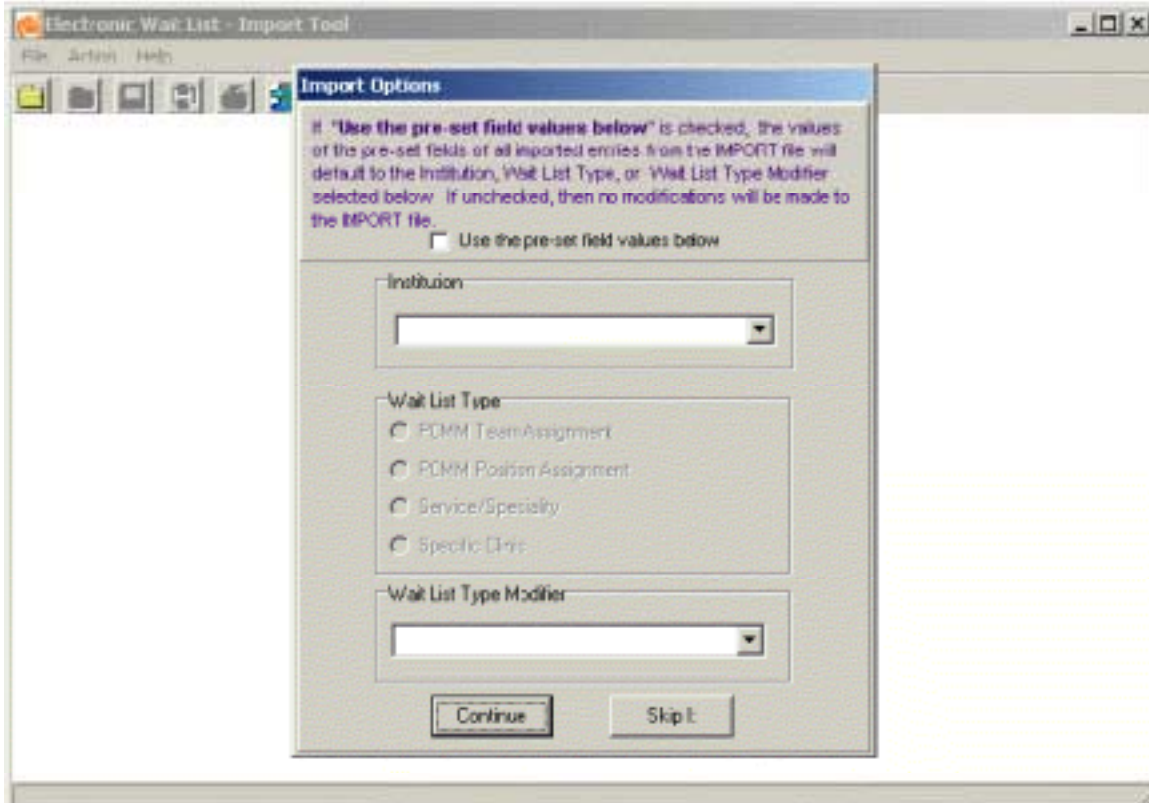 Electronic Wait List - Import Tool
File Action Help
Import Options
If "Use the pre-set field values below" is checked, the values
of the pre-set fields of all imported entries from the IMPORT file will
default to the Institution, Wait List Type, or Wait List Type Modifier
selected below. If unchecked, then no modifications will be made to
the IMPORT file.
Use the pre-set field values below
Institution
Wait List Type
PCMM Team Assignment
PCMM Position Assignment
Service/Speciality
Specific Clinic
Wait List Type Modifier
Continue Skip It